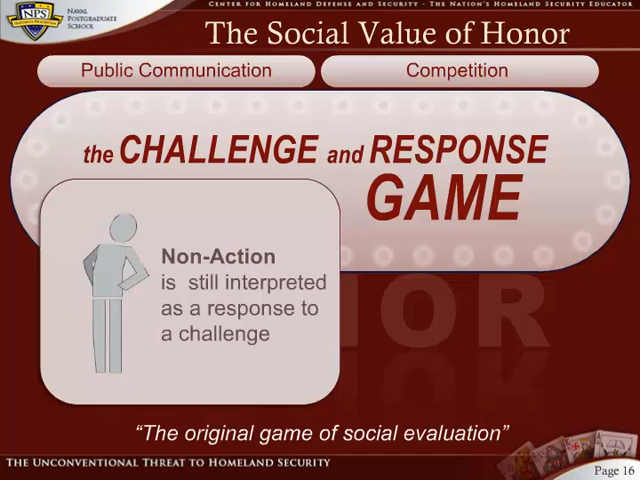 CENTER FOR HOMELAND DEFENSE AND SECURITY - THE NATION'S HOMELAND SECURITY EDUCATOR
NPS
NAVAL
POSTGRADUATE
SCHOOL
The Social Value of Honor
Public Communication
Competition
the CHALLENGE and RESPONSE
GAME
Non-Action
is still interpreted
as a response to
a challenge
NOR
“The original game of social evaluation”
THE UNCONVENTIONAL THREAT TO HOMELAND SECURITY
Page 16